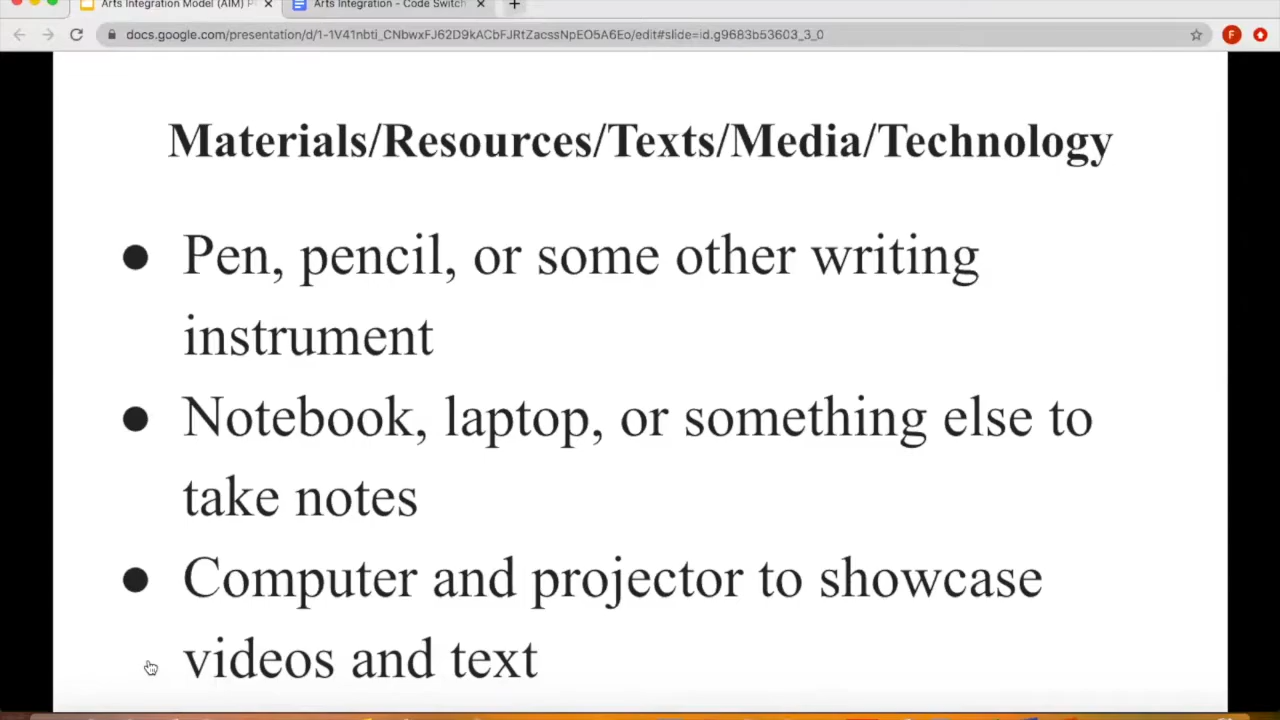 Arts Integration Model (AIM) P
Arts Integration - Code Switch
docs.google.com/presentation/d/1-1V41nbti_CNbwxFJ62D9kACbFJRtZacssNpEO5A6Eo/edit#slide=id.g9683b53603_3_0
F
Materials/Resources/Texts/Media/Technology
● Pen, pencil, or some other writing
instrument
● Notebook, laptop, or something else to
take notes
● Computer and projector to showcase
videos and text